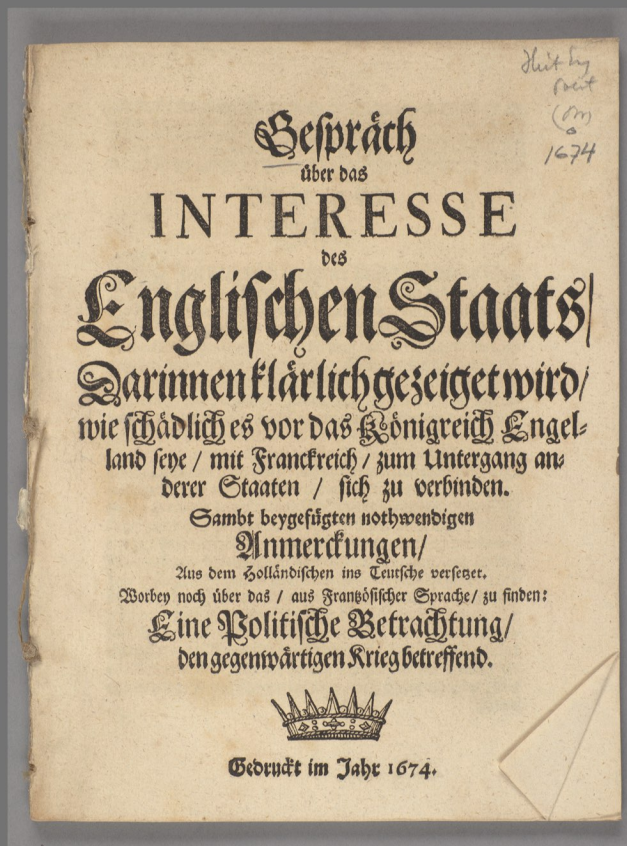 1674
Gespräch
über das
INTERESSE
des
Englischen Staats/
Darinnen klärlich gezeiget wird/
wie schädlich es vor das Königreich Engel-
land seye / mit Franckreich / zum Untergang an-
derer Staaten / sich zu verbinden.
Sambt beygefügten nothwendigen
Anmerckungen/
Aus dem Holländischen ins Teutsche versetzet.
Worbey noch über das / aus Frantzösischer Sprache/ zu finden:
Eine Politische Betrachtung/
den gegenwärtigen Krieg betreffend.
Gedruckt im Jahr 1674.